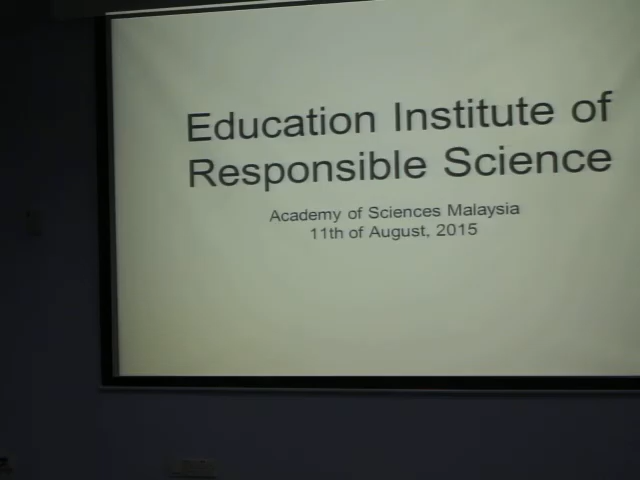 Education Institute of
Responsible Science
Academy of Sciences Malaysia
11th of August, 2015